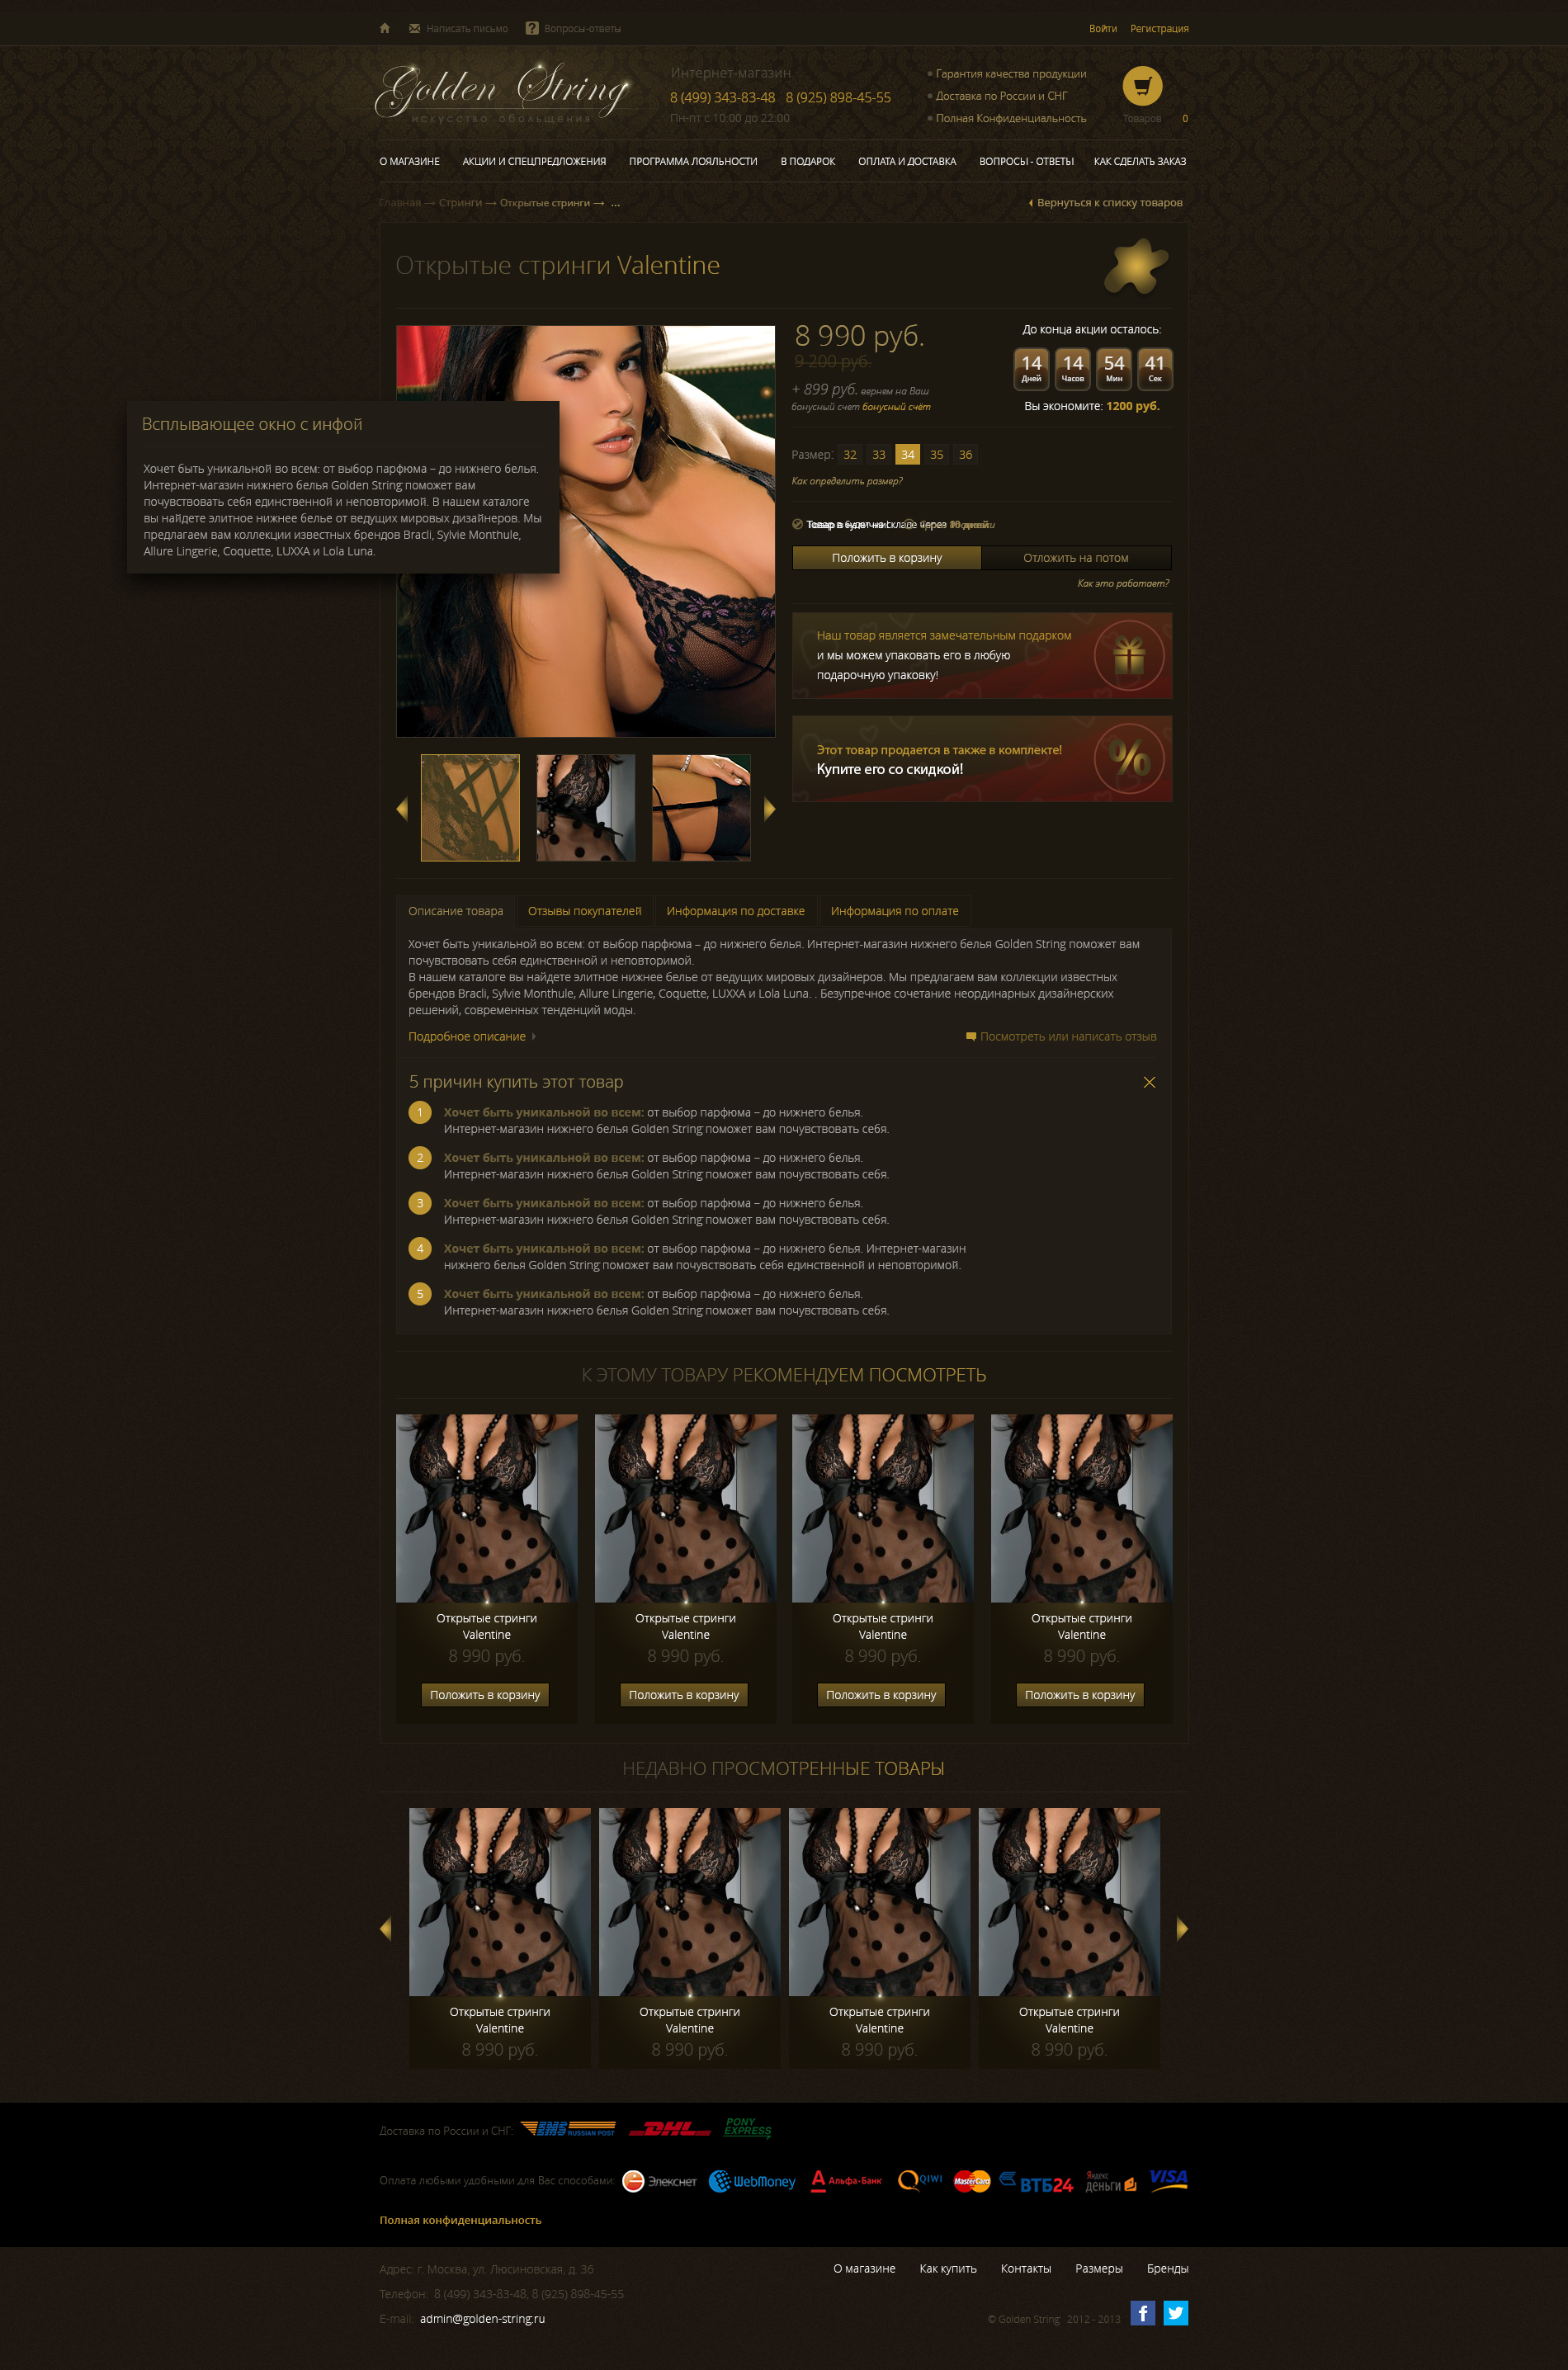 Написать письмо
Вопросы-ответы
Войти
Регистрация
Golden String
искусство обольщения
Интернет-магазин
8 (499) 343-83-48 8 (925) 898-45-55
Пн-пт с 10:00 до 22:00
Гарантия качества продукции
Доставка по России и СНГ
Полная Конфиденциальность
Товаров 0
О МАГАЗИНЕ
АКЦИИ И СПЕЦПРЕДЛОЖЕНИЯ
ПРОГРАММА ЛОЯЛЬНОСТИ
В ПОДАРОК
ОПЛАТА И ДОСТАВКА
ВОПРОСЫ - ОТВЕТЫ
КАК СДЕЛАТЬ ЗАКАЗ
Главная → Стринги → Открытые стринги → ...
Вернуться к списку товаров
Открытые стринги Valentine
8 990 руб.
9 200 руб.
+ 899 руб. вернем на Ваш
бонусный счет бонусный счёт
До конца акции осталось:
14 14 54 41
Дней Часов Мин Сек
Вы экономите: 1200 руб.
Всплывающее окно с инфой
Хочет быть уникальной во всем: от выбор парфюма – до нижнего белья.
Интернет-магазин нижнего белья Golden String поможет вам
почувствовать себя единственной и неповторимой. В нашем каталоге
вы найдете элитное нижнее белье от ведущих мировых дизайнеров. Мы
предлагаем вам коллекции известных брендов Bracli, Sylvie Monthule,
Allure Lingerie, Coquette, LUXXA и Lola Luna.
Размер: 32 33 34 35 36
Как определить размер?
Положить в корзину
Отложить на потом
Как это работает?
Наш товар является замечательным подарком
и мы можем упаковать его в любую
подарочную упаковку!
Этот товар продается в также в комплекте!
Купите его со скидкой!
%
Описание товара
Отзывы покупателей
Информация по доставке
Информация по оплате
Хочет быть уникальной во всем: от выбор парфюма – до нижнего белья. Интернет-магазин нижнего белья Golden String поможет вам
почувствовать себя единственной и неповторимой.
В нашем каталоге вы найдете элитное нижнее белье от ведущих мировых дизайнеров. Мы предлагаем вам коллекции известных
брендов Bracli, Sylvie Monthule, Allure Lingerie, Coquette, LUXXA и Lola Luna. . Безупречное сочетание неординарных дизайнерских
решений, современных тенденций моды.
Подробное описание
Посмотреть или написать отзыв
5 причин купить этот товар
1 Хочет быть уникальной во всем: от выбор парфюма – до нижнего белья.
Интернет-магазин нижнего белья Golden String поможет вам почувствовать себя.
2 Хочет быть уникальной во всем: от выбор парфюма – до нижнего белья.
Интернет-магазин нижнего белья Golden String поможет вам почувствовать себя.
3 Хочет быть уникальной во всем: от выбор парфюма – до нижнего белья.
Интернет-магазин нижнего белья Golden String поможет вам почувствовать себя.
4 Хочет быть уникальной во всем: от выбор парфюма – до нижнего белья. Интернет-магазин
нижнего белья Golden String поможет вам почувствовать себя единственной и неповторимой.
5 Хочет быть уникальной во всем: от выбор парфюма – до нижнего белья.
Интернет-магазин нижнего белья Golden String поможет вам почувствовать себя.
К ЭТОМУ ТОВАРУ РЕКОМЕНДУЕМ ПОСМОТРЕТЬ
Открытые стринги
Valentine
8 990 руб.
Положить в корзину
Открытые стринги
Valentine
8 990 руб.
Положить в корзину
Открытые стринги
Valentine
8 990 руб.
Положить в корзину
Открытые стринги
Valentine
8 990 руб.
Положить в корзину
НЕДАВНО ПРОСМОТРЕННЫЕ ТОВАРЫ
Открытые стринги
Valentine
8 990 руб.
Открытые стринги
Valentine
8 990 руб.
Открытые стринги
Valentine
8 990 руб.
Открытые стринги
Valentine
8 990 руб.
Доставка по России и СНГ:
EMS RUSSIAN POST
DHL
PONY EXPRESS
Оплата любыми удобными для Вас способами:
Элекснет
WebMoney
Альфа·Банк
QIWI
MasterCard
ВТБ24
Яндекс деньги
VISA
Полная конфиденциальность
Адрес: г. Москва, ул. Люсиновская, д. 36
Телефон: 8 (499) 343-83-48, 8 (925) 898-45-55
E-mail: admin@golden-string.ru
О магазине
Как купить
Контакты
Размеры
Бренды
© Golden String 2012 - 2013